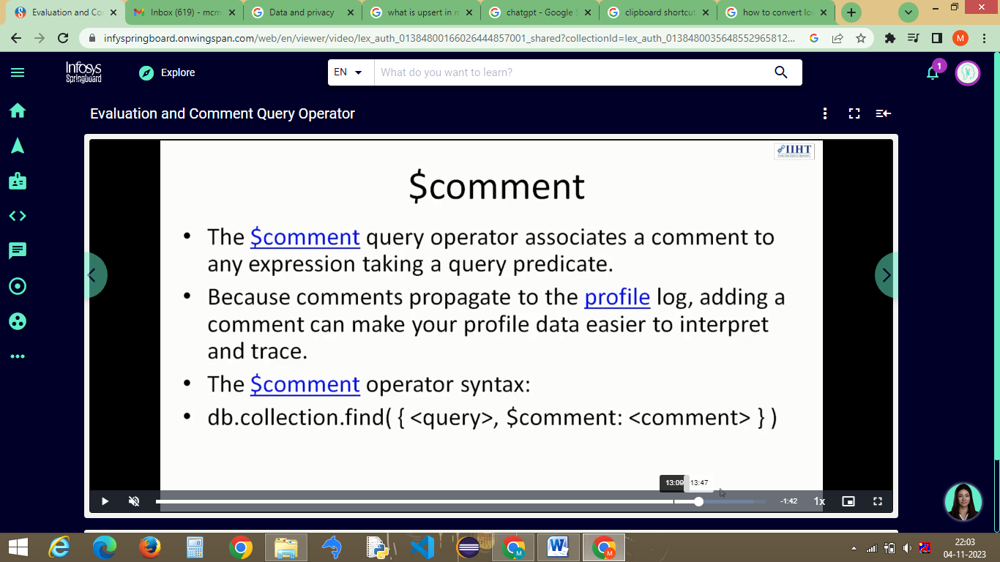 Evaluation and Co
Inbox (619) - mcm
Data and privacy
what is upsert in m
chatgpt - Google S
clipboard shortcut
how to convert lo
infyspringboard.onwingspan.com/web/en/viewer/video/lex_auth_01384800166026444857001_shared?collectionId=lex_auth_0138480035648552965812...
M
Infosys
Springboard
Explore
EN
What do you want to learn?
1
Evaluation and Comment Query Operator
IIHT
$comment
• The $comment query operator associates a comment to
any expression taking a query predicate.
• Because comments propagate to the profile log, adding a
comment can make your profile data easier to interpret
and trace.
• The $comment operator syntax:
• db.collection.find( { <query>, $comment: <comment> } )
13:09
13:47
-1:42
1x
22:03
04-11-2023